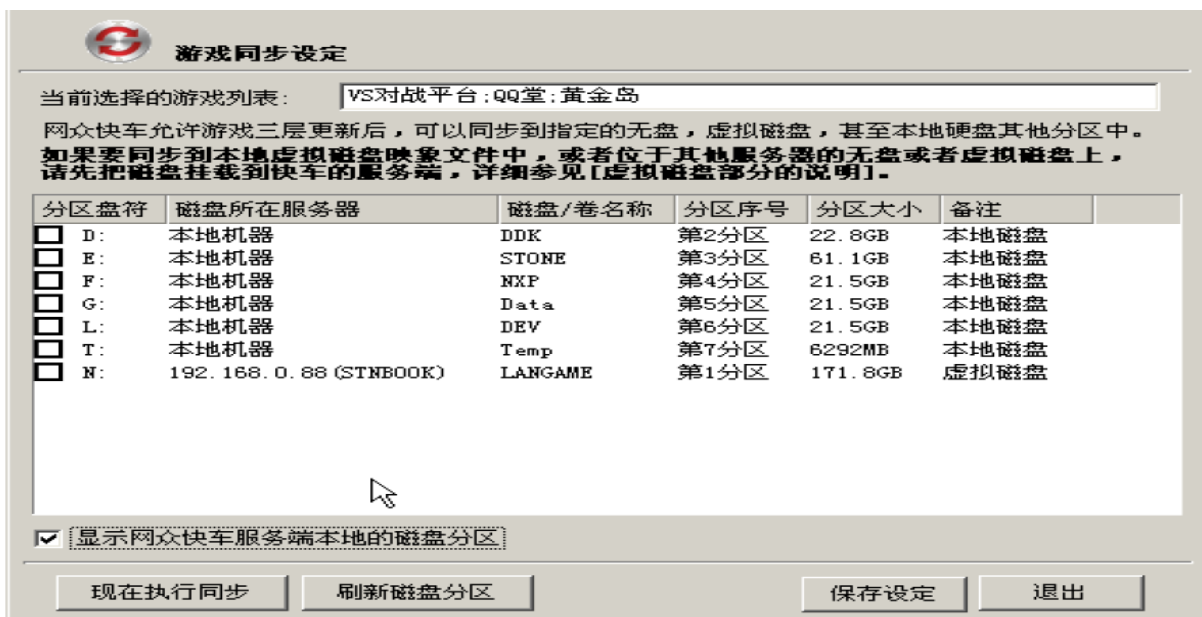 游戏同步设定
当前选择的游戏列表: VS对战平台;QQ堂;黄金岛
网众快车允许游戏三层更新后，可以同步到指定的无盘，虚拟磁盘，甚至本地硬盘其他分区中。
如果要同步到本地虚拟磁盘映象文件中，或者位于其他服务器的无盘或者虚拟磁盘上，
请先把磁盘挂载到快车的服务端，详细参见[虚拟磁盘部分的说明]。
分区盘符 磁盘所在服务器 磁盘/卷名称 分区序号 分区大小 备注
D: 本地机器 DDK 第2分区 22.8GB 本地磁盘
E: 本地机器 STONE 第3分区 61.1GB 本地磁盘
F: 本地机器 NXP 第4分区 21.5GB 本地磁盘
G: 本地机器 Data 第5分区 21.5GB 本地磁盘
L: 本地机器 DEV 第6分区 21.5GB 本地磁盘
T: 本地机器 Temp 第7分区 6292MB 本地磁盘
N: 192.168.0.88(STNBOOK) LANGAME 第1分区 171.8GB 虚拟磁盘
显示网众快车服务端本地的磁盘分区
现在执行同步 刷新磁盘分区 保存设定 退出